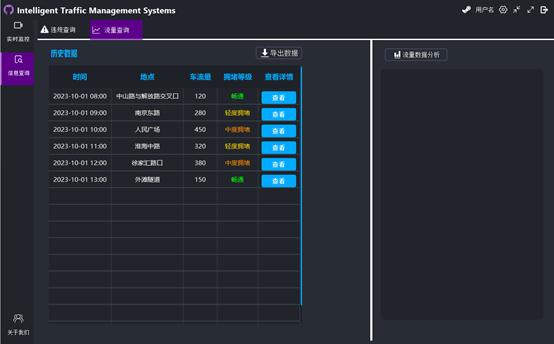 Intelligent Traffic Management Systems
用户名
实时监控
信息查询
关于我们
违规查询
流量查询
历史数据
导出数据
时间 地点 车流量 拥堵等级 查看详情
2023-10-01 08:00 中山路与解放路交叉口 120 畅通 查看
2023-10-01 09:00 南京东路 280 轻度拥堵 查看
2023-10-01 10:00 人民广场 450 中度拥堵 查看
2023-10-01 11:00 淮海中路 320 轻度拥堵 查看
2023-10-01 12:00 徐家汇路口 380 中度拥堵 查看
2023-10-01 13:00 外滩隧道 150 畅通 查看
流量数据分析